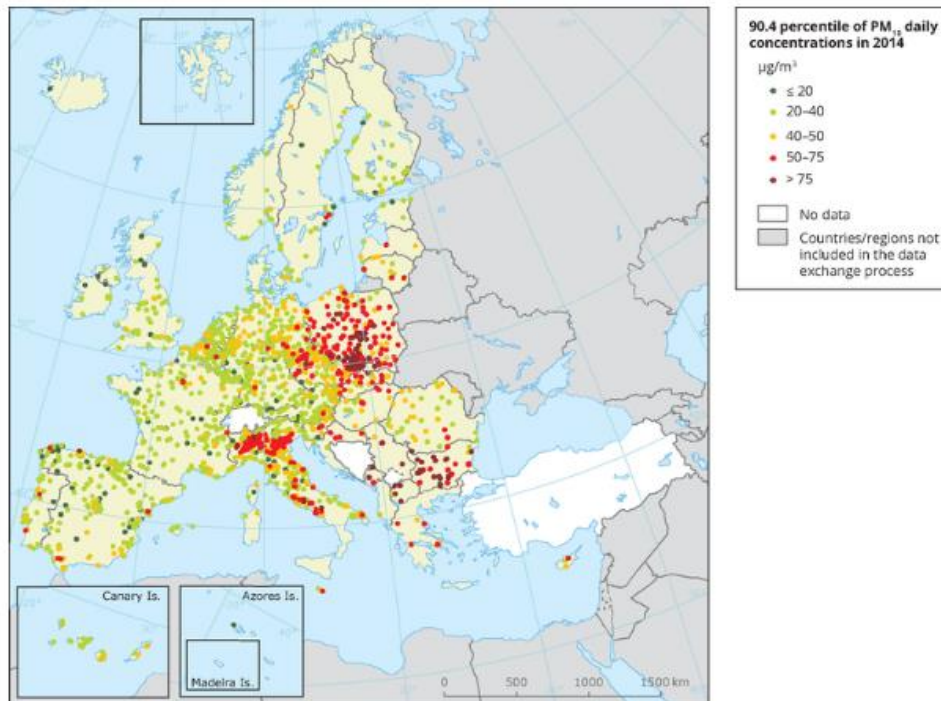 90.4 percentile of PM₁₀ daily
concentrations in 2014
µg/m³
≤ 20
20–40
40–50
50–75
> 75
No data
Countries/regions not
included in the data
exchange process
Canary Is.
Azores Is.
Madeira Is.
0 500 1000 1500 km